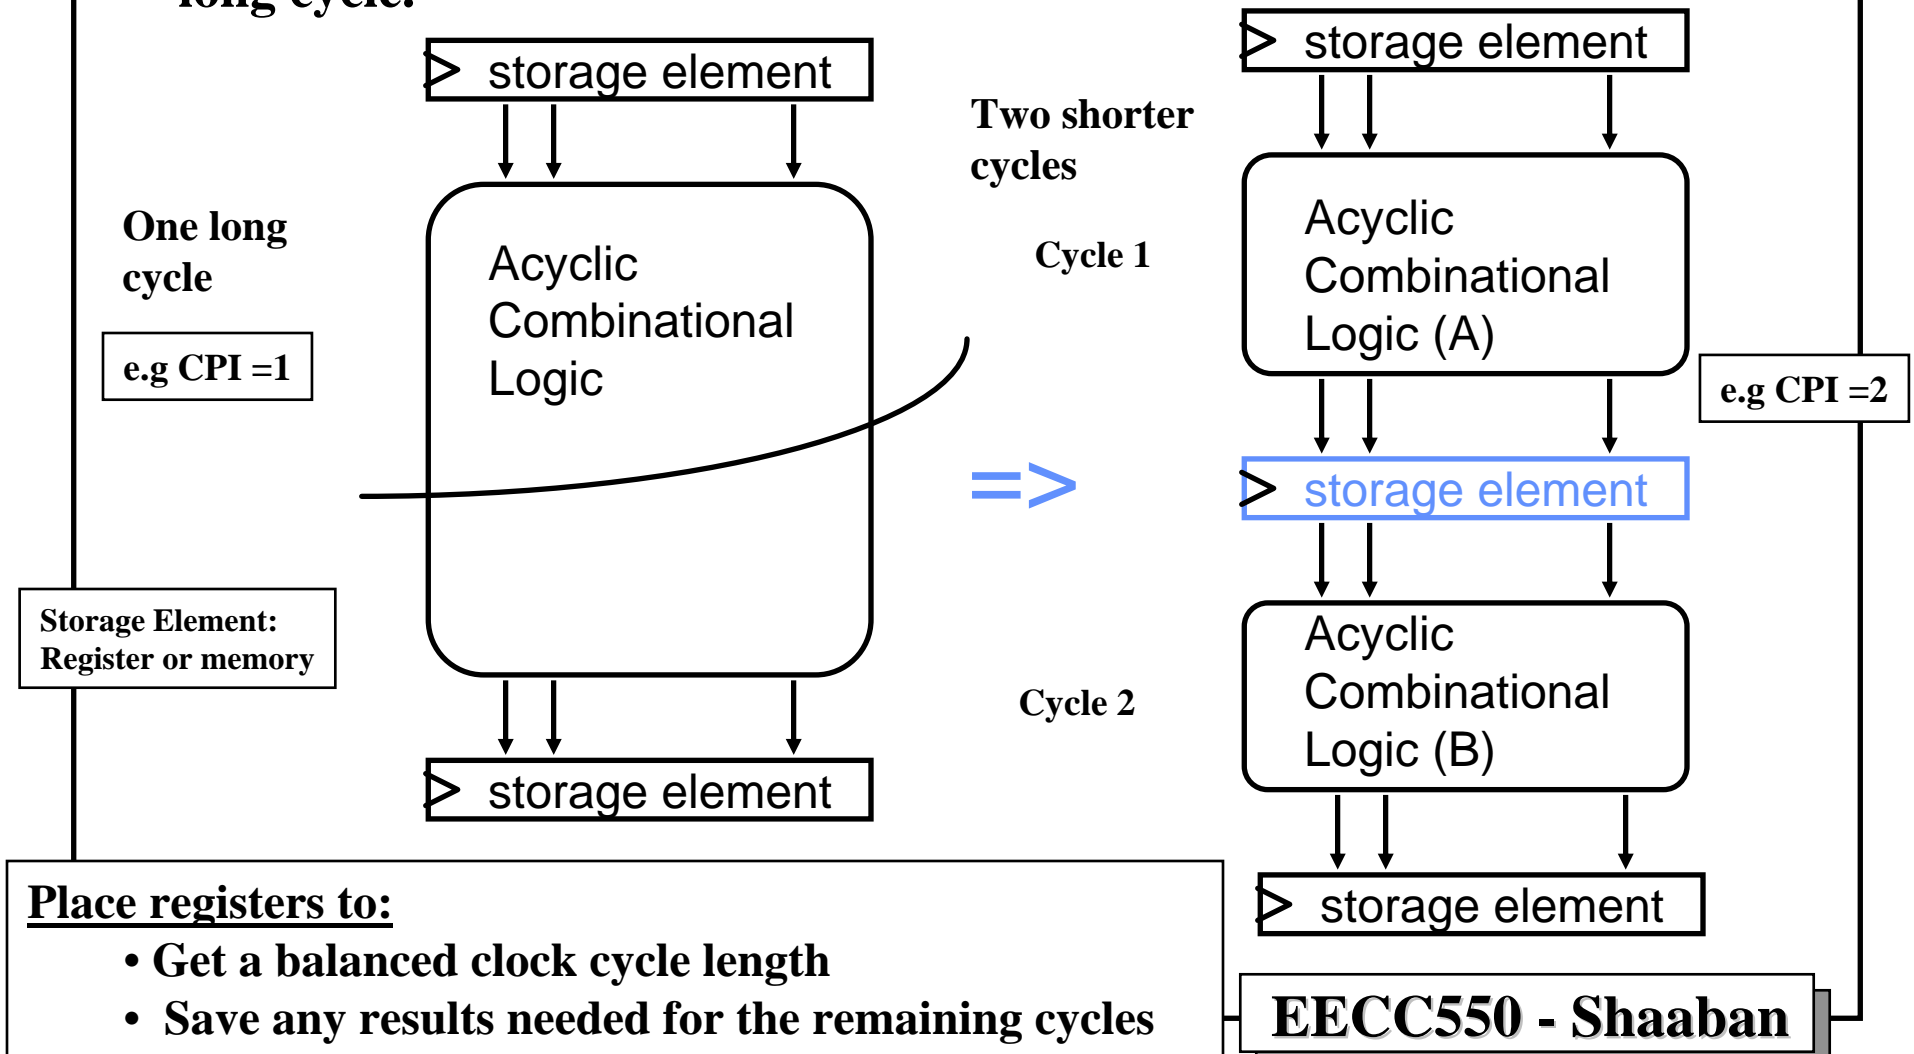 long cycle.
storage element
One long
cycle
e.g CPI =1
Acyclic
Combinational
Logic
Storage Element:
Register or memory
storage element
=>
Two shorter
cycles
storage element
Cycle 1
Acyclic
Combinational
Logic (A)
e.g CPI =2
storage element
Cycle 2
Acyclic
Combinational
Logic (B)
storage element
Place registers to:
• Get a balanced clock cycle length
• Save any results needed for the remaining cycles
EECC550 - Shaaban